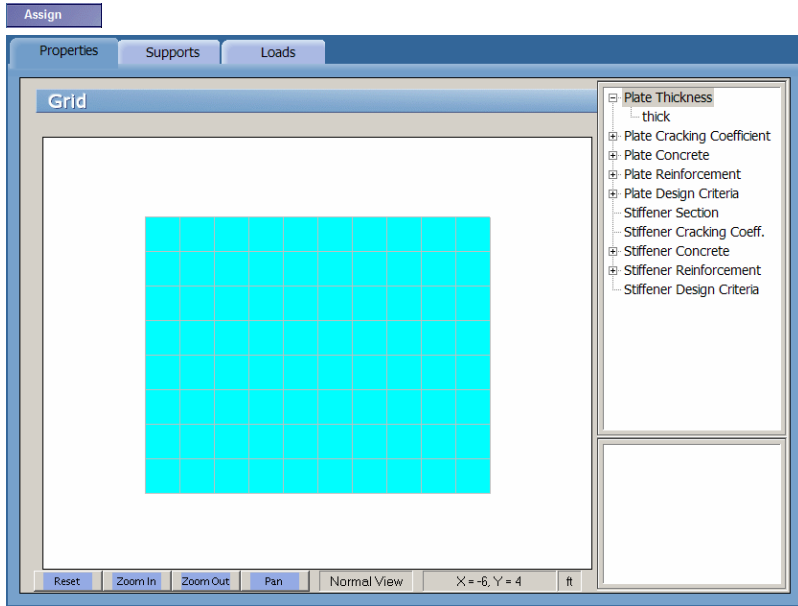 Assign
Properties Supports Loads
Grid
Plate Thickness
thick
Plate Cracking Coefficient
Plate Concrete
Plate Reinforcement
Plate Design Criteria
Stiffener Section
Stiffener Cracking Coeff.
Stiffener Concrete
Stiffener Reinforcement
Stiffener Design Criteria
Reset Zoom In Zoom Out Pan Normal View X = -6, Y = 4 ft